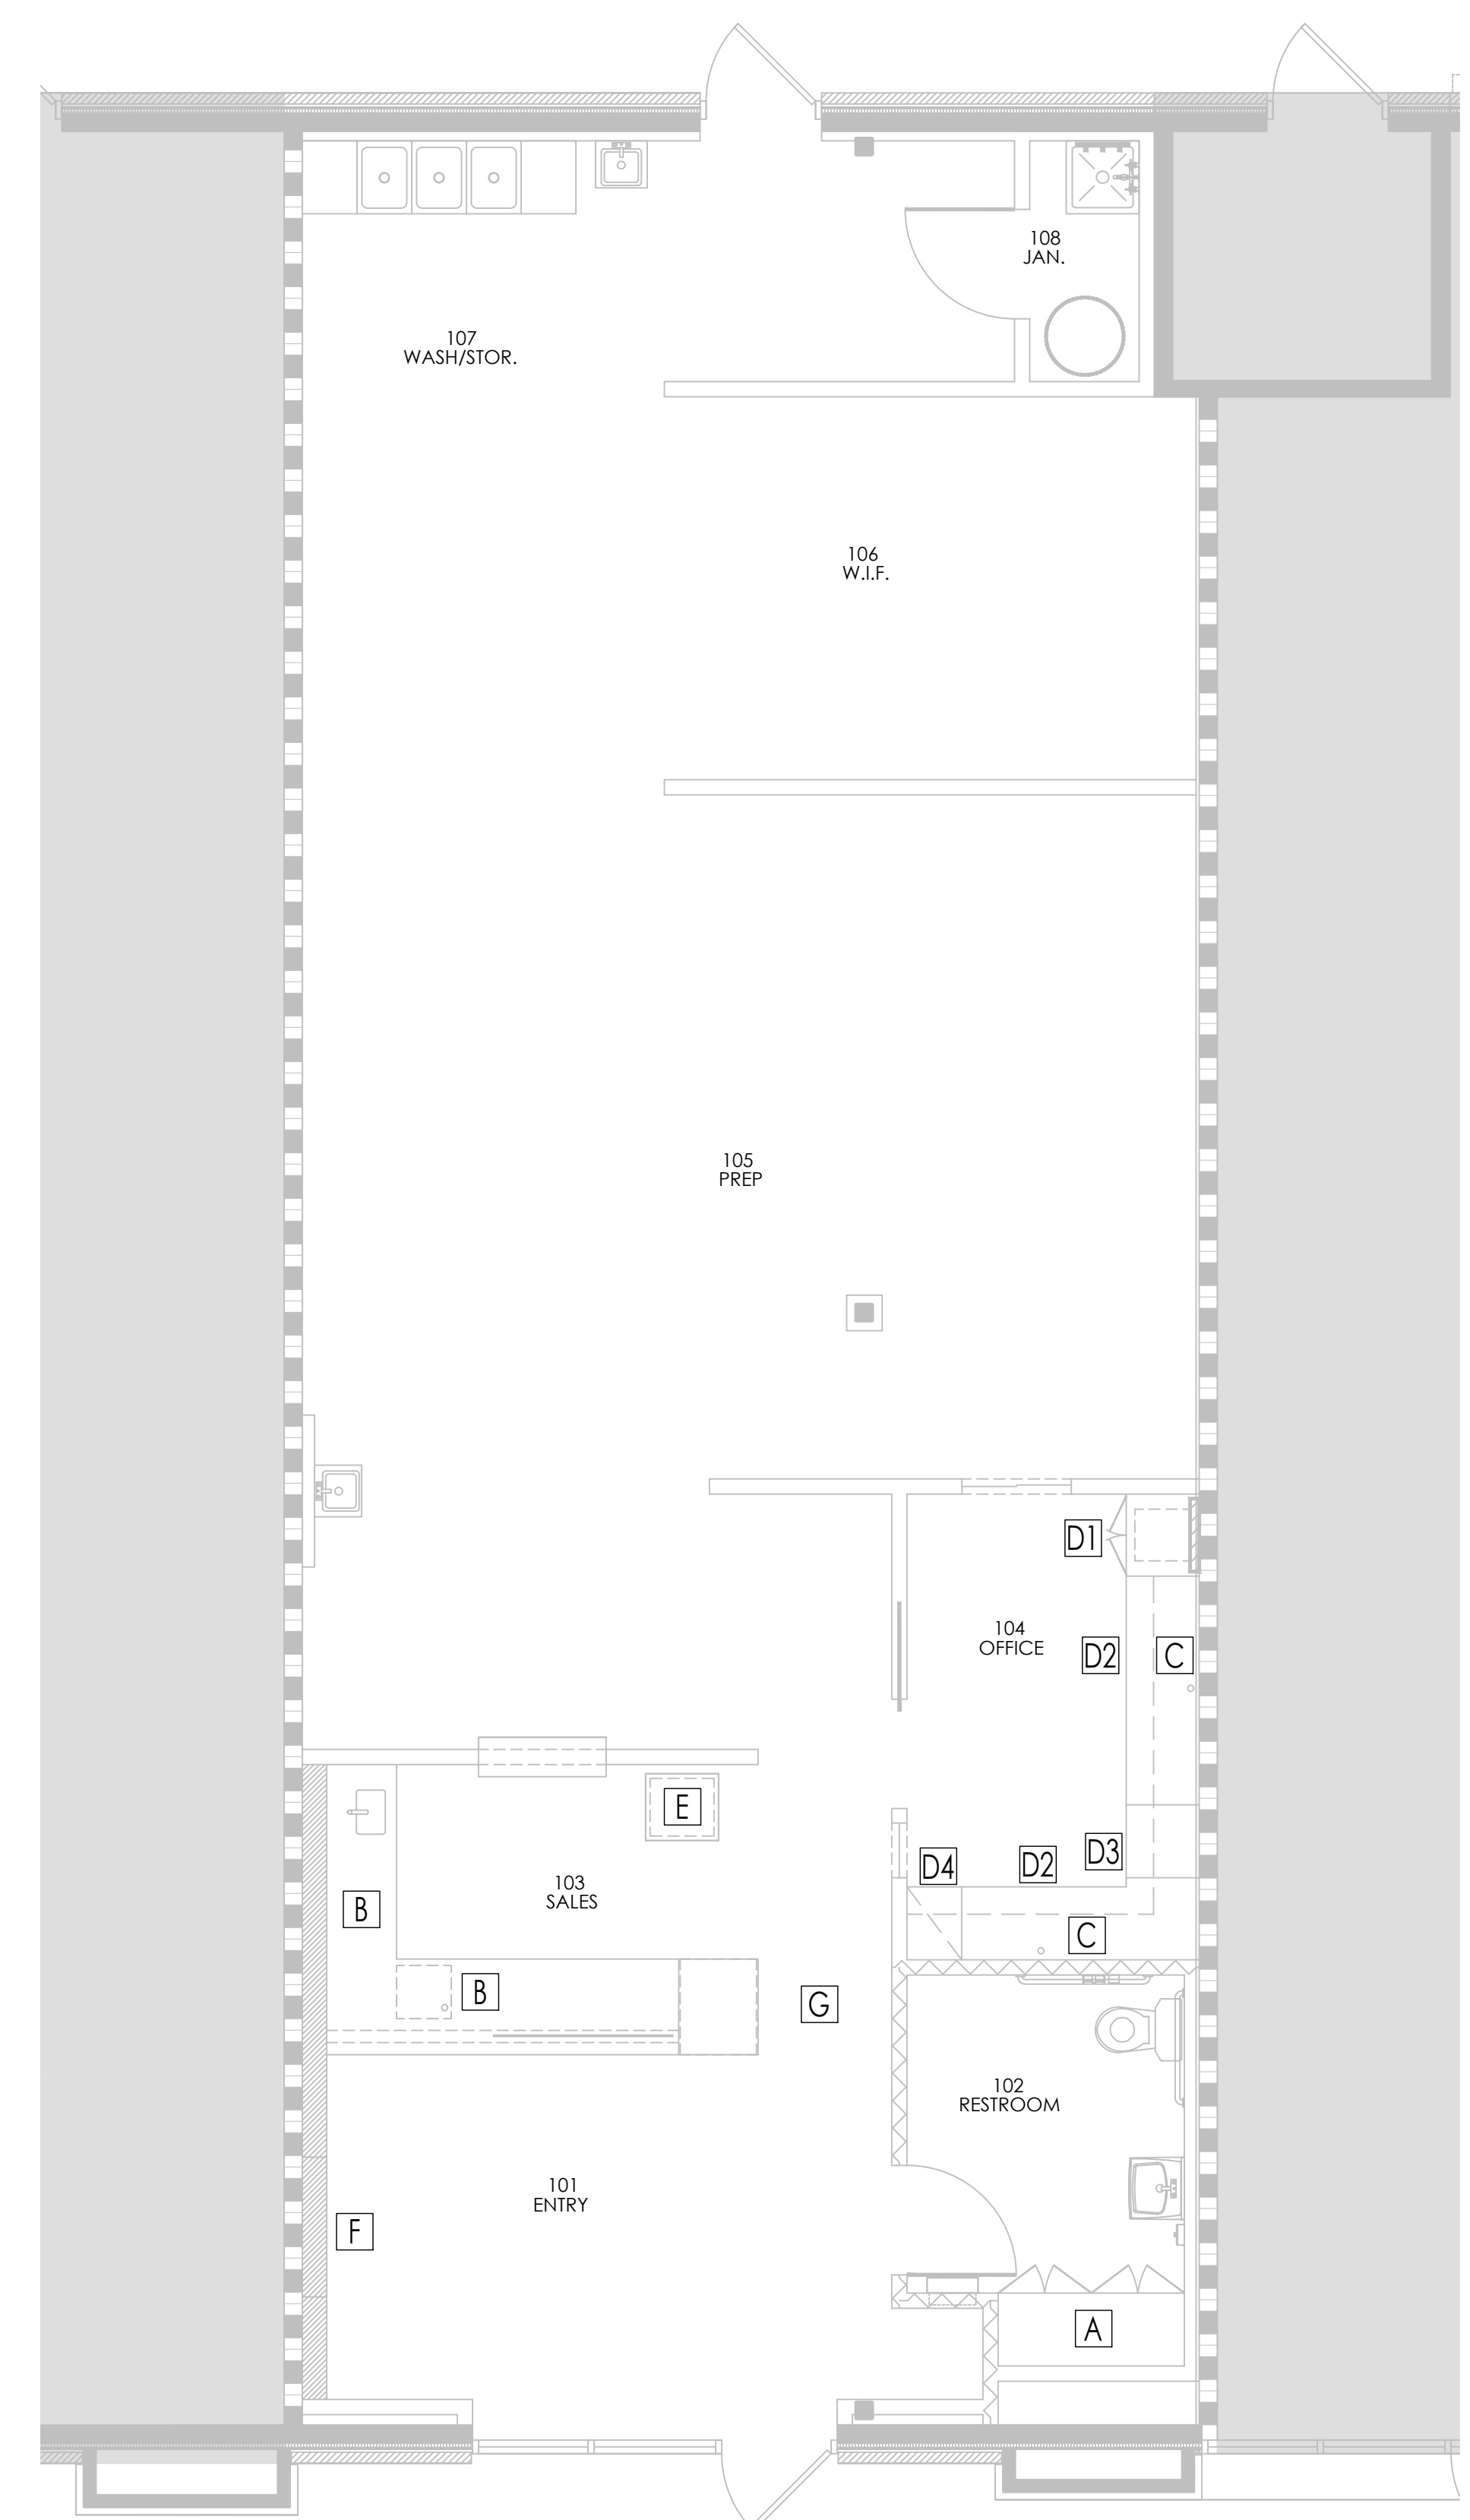 108
JAN.
107
WASH/STOR.
106
W.I.F.
105
PREP
D1
104
OFFICE
D2
C
E
D4
D2
D3
103
SALES
B
C
B
G
102
RESTROOM
101
ENTRY
F
A